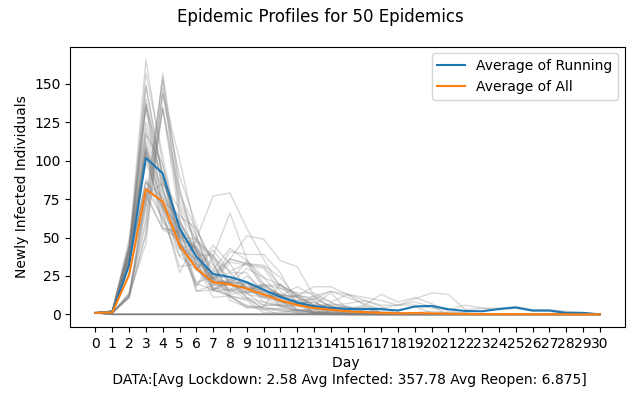 Epidemic Profiles for 50 Epidemics
Average of Running
Average of All
Newly Infected Individuals
150
125
100
75
50
25
0
0 1 2 3 4 5 6 7 8 9 10 11 12 13 14 15 16 17 18 19 20 21 22 23 24 25 26 27 28 29 30
Day
DATA:[Avg Lockdown: 2.58 Avg Infected: 357.78 Avg Reopen: 6.875]